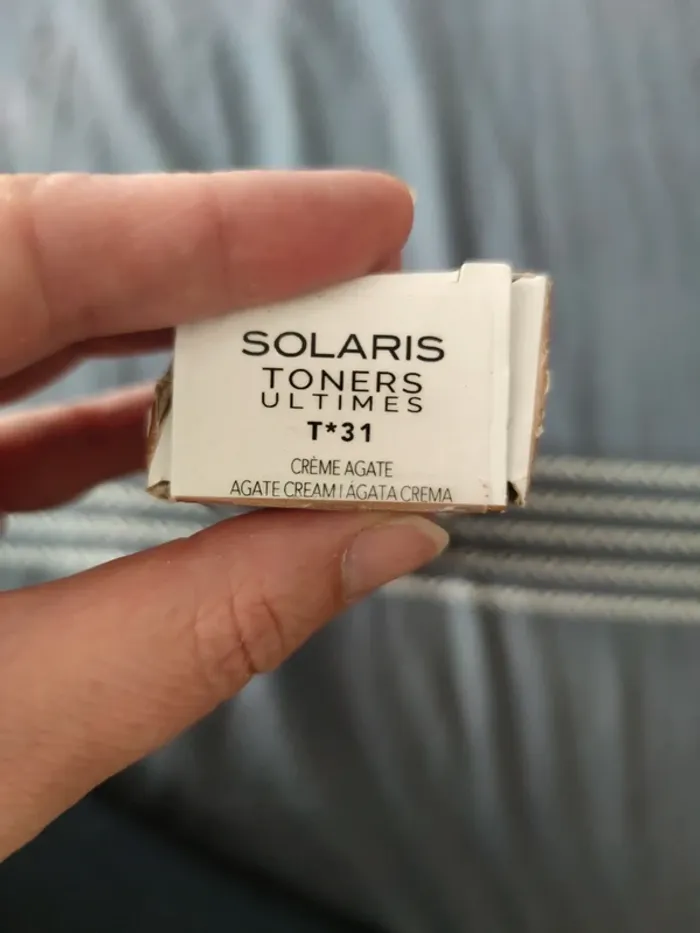 SOLARIS
TONERS
ULTIMES
T*31
CRÈME AGATE
AGATE CREAM | ÁGATA CREMA